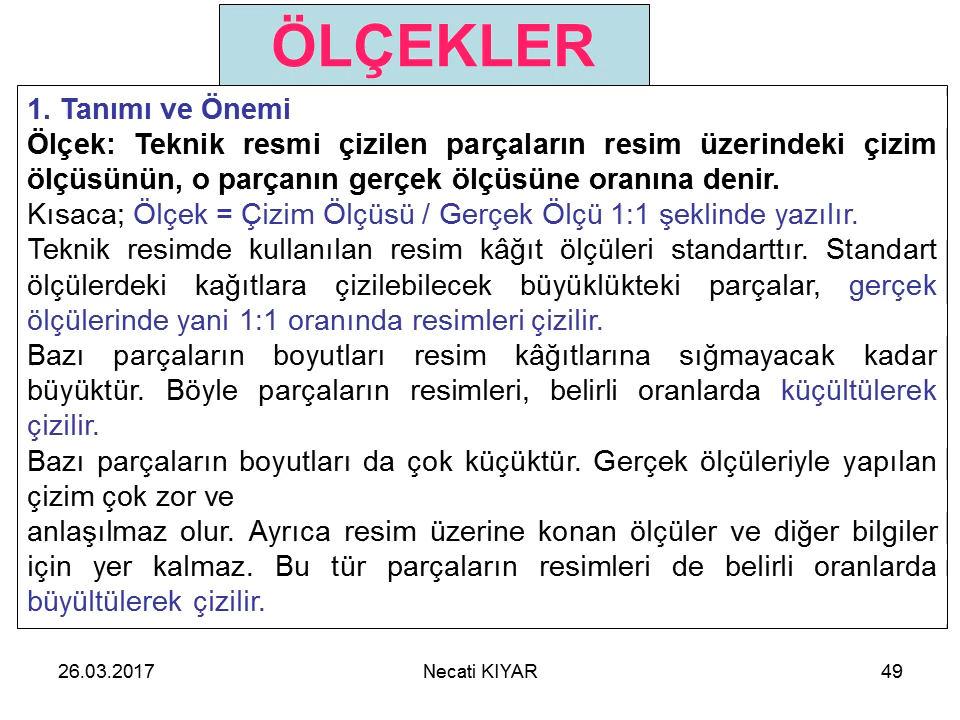 ÖLÇEKLER
1. Tanımı ve Önemi
Ölçek: Teknik resmi çizilen parçaların resim üzerindeki çizim
ölçüsünün, o parçanın gerçek ölçüsüne oranına denir.
Kısaca; Ölçek = Çizim Ölçüsü / Gerçek Ölçü 1:1 şeklinde yazılır.
Teknik resimde kullanılan resim kâğıt ölçüleri standarttır. Standart
ölçülerdeki kağıtlara çizilebilecek büyüklükteki parçalar, gerçek
ölçülerinde yani 1:1 oranında resimleri çizilir.
Bazı parçaların boyutları resim kâğıtlarına sığmayacak kadar
büyüktür. Böyle parçaların resimleri, belirli oranlarda küçültülerek
çizilir.
Bazı parçaların boyutları da çok küçüktür. Gerçek ölçüleriyle yapılan
çizim çok zor ve
anlaşılmaz olur. Ayrıca resim üzerine konan ölçüler ve diğer bilgiler
için yer kalmaz. Bu tür parçaların resimleri de belirli oranlarda
büyültülerek çizilir.
26.03.2017 Necati KIYAR 49